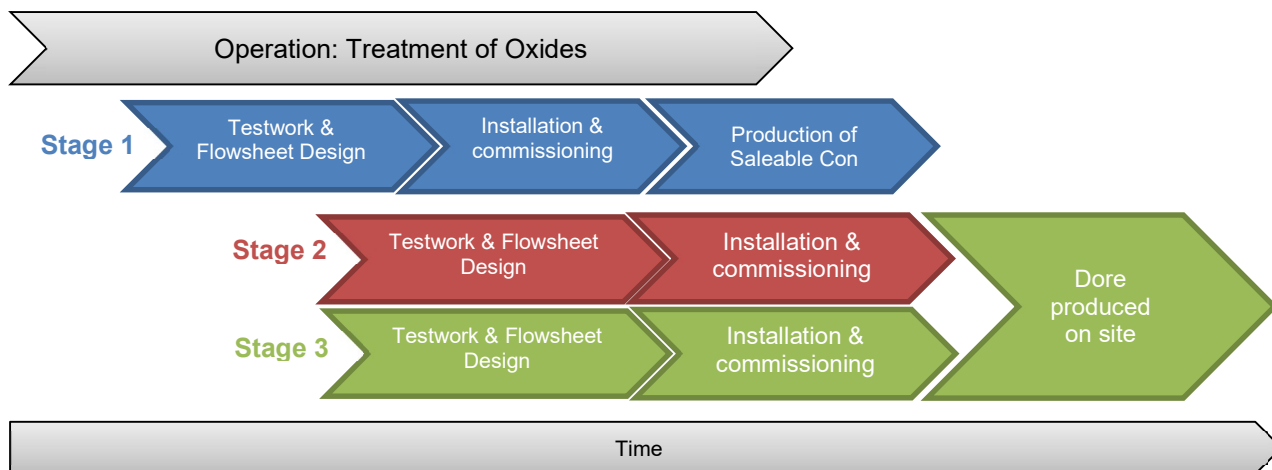 Operation: Treatment of Oxides
Stage 1
Testwork &
Flowsheet Design
Installation &
commissioning
Production of
Saleable Con
Stage 2
Testwork & Flowsheet
Design
Installation &
commissioning
Stage 3
Testwork & Flowsheet
Design
Installation &
commissioning
Dore
produced
on site
Time